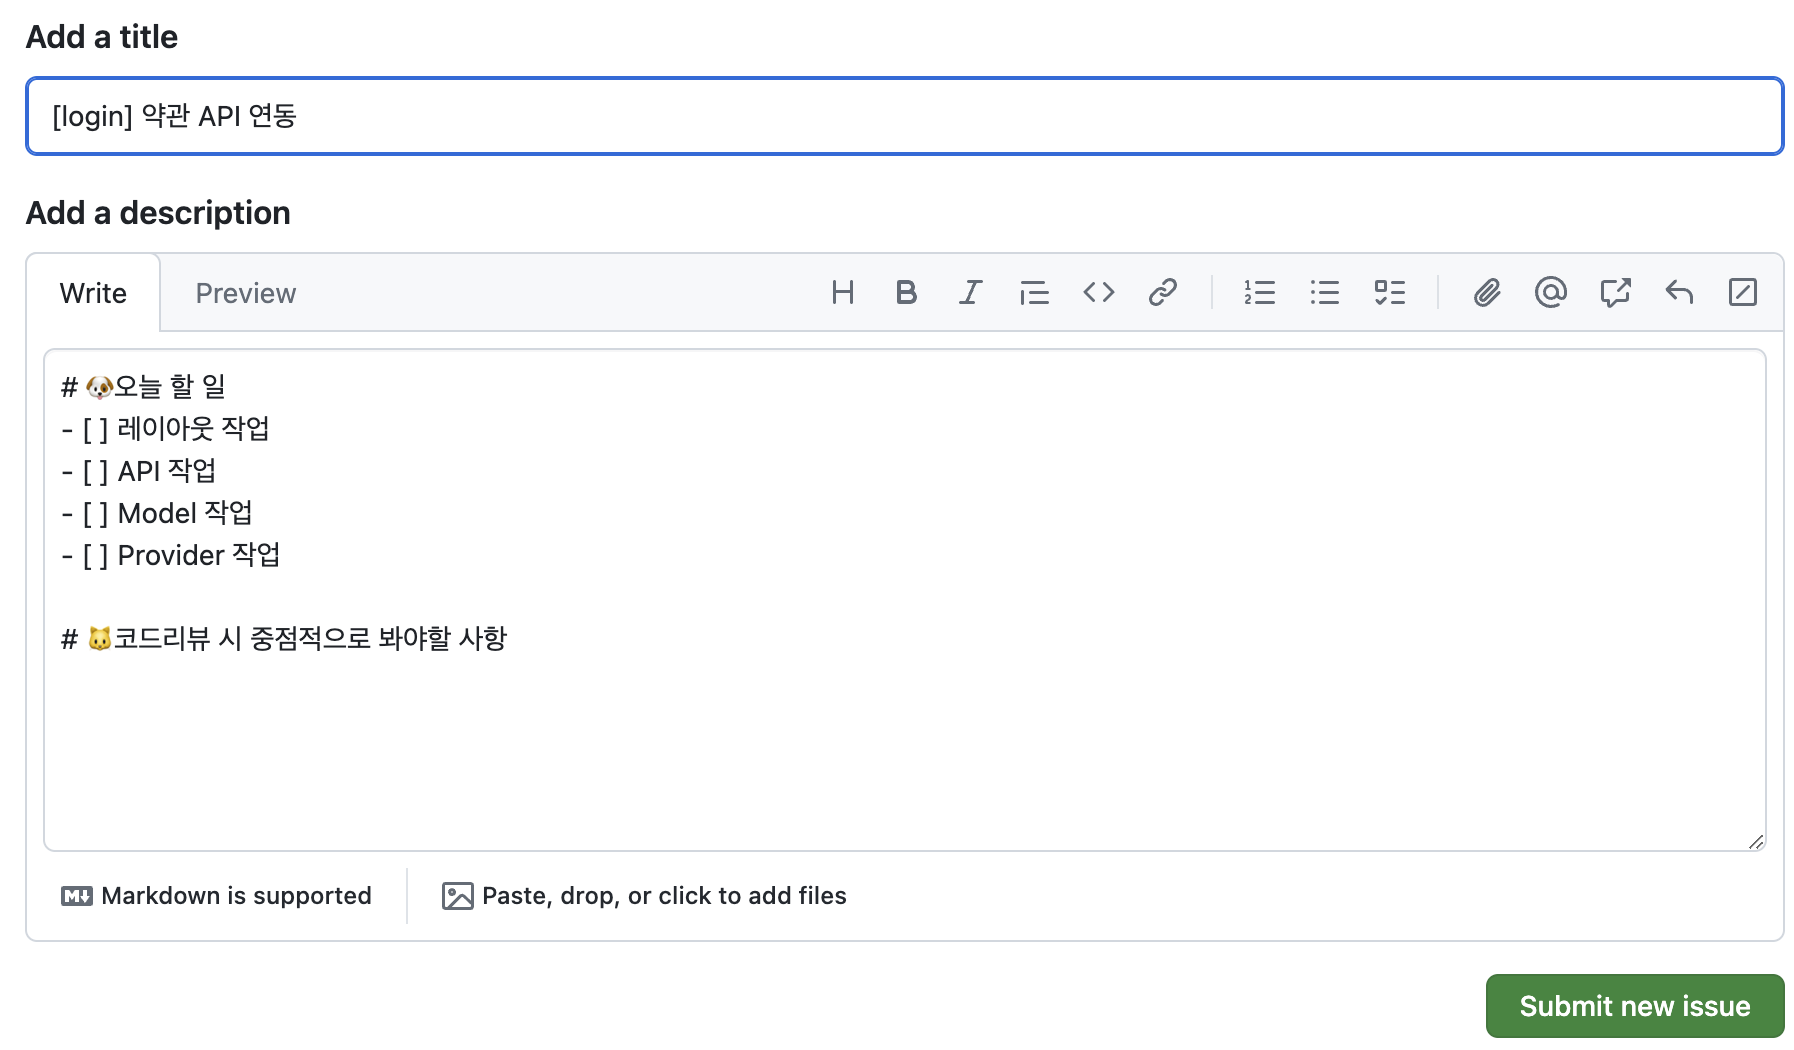 Add a title
[login] 약관 API 연동
Add a description
Write Preview
# 🐶오늘 할 일
- [ ] 레이아웃 작업
- [ ] API 작업
- [ ] Model 작업
- [ ] Provider 작업
# 🐱코드리뷰 시 중점적으로 봐야할 사항
Markdown is supported
Paste, drop, or click to add files
Submit new issue